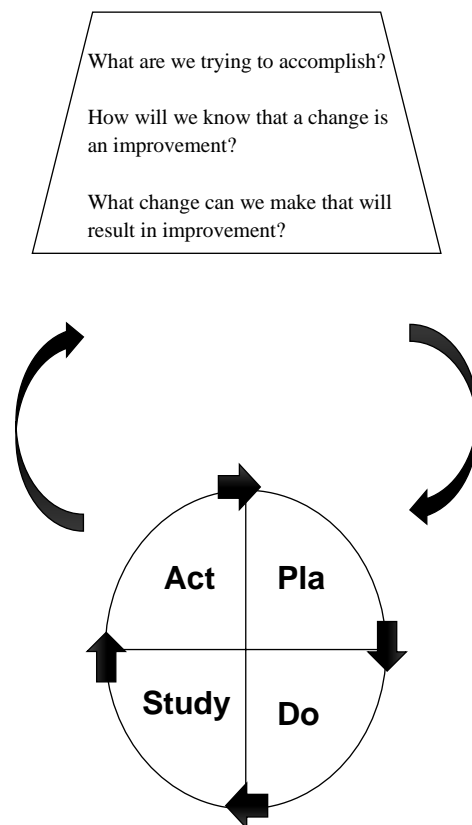 What are we trying to accomplish?
How will we know that a change is
an improvement?
What change can we make that will
result in improvement?
Act
Pla
Study
Do